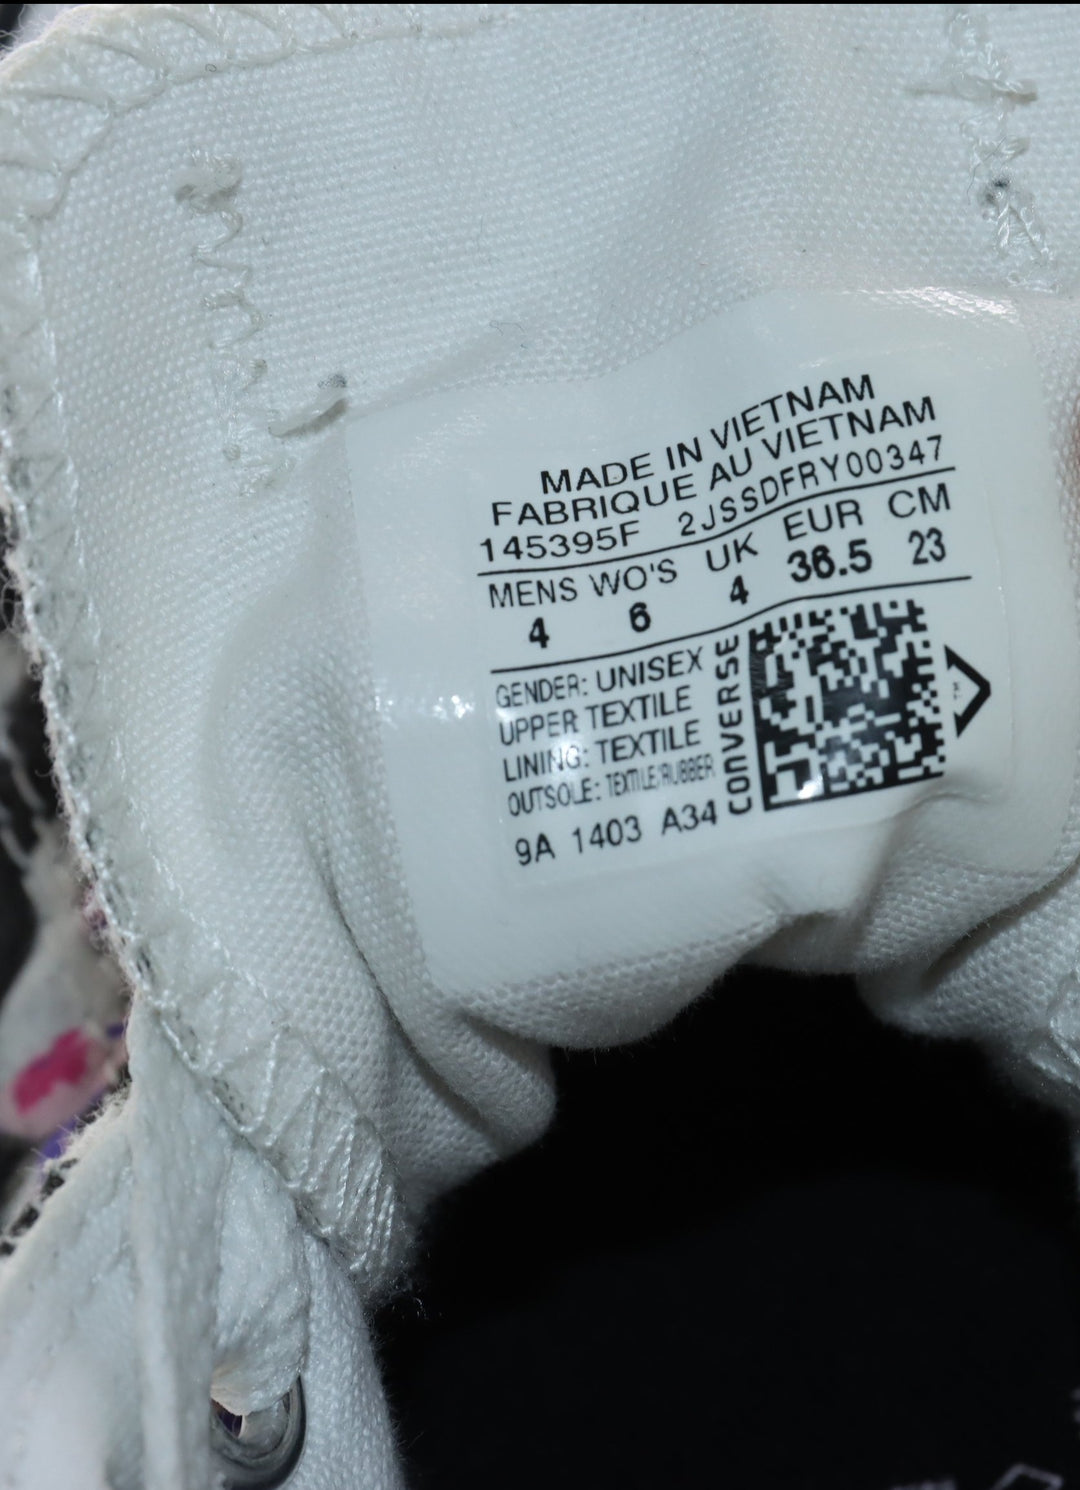 MADE IN VIETNAM
FABRIQUE AU VIETNAM
145395F 2JSSDFRY00347
MENS WO'S UK EUR CM
4 6 4 36.5 23
GENDER: UNISEX
UPPER TEXTILE
LINING: TEXTILE
OUTSOLE: TEXTILE/RUBBER
9A 1403 A34
CONVERSE